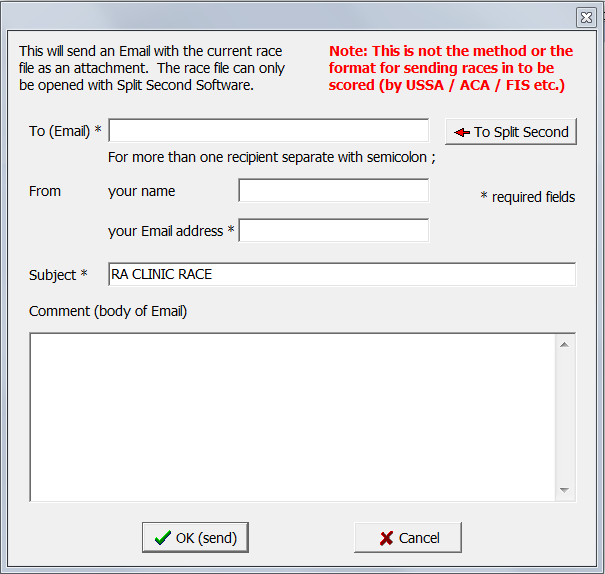 This will send an Email with the current race
file as an attachment.  The race file can only
be opened with Split Second Software.
Note: This is not the method or the
format for sending races in to be
scored (by USSA / ACA / FIS etc.)
To (Email) *
To Split Second
For more than one recipient separate with semicolon ;
From
your name
* required fields
your Email address *
Subject *
RA CLINIC RACE
Comment (body of Email)
OK (send)
Cancel